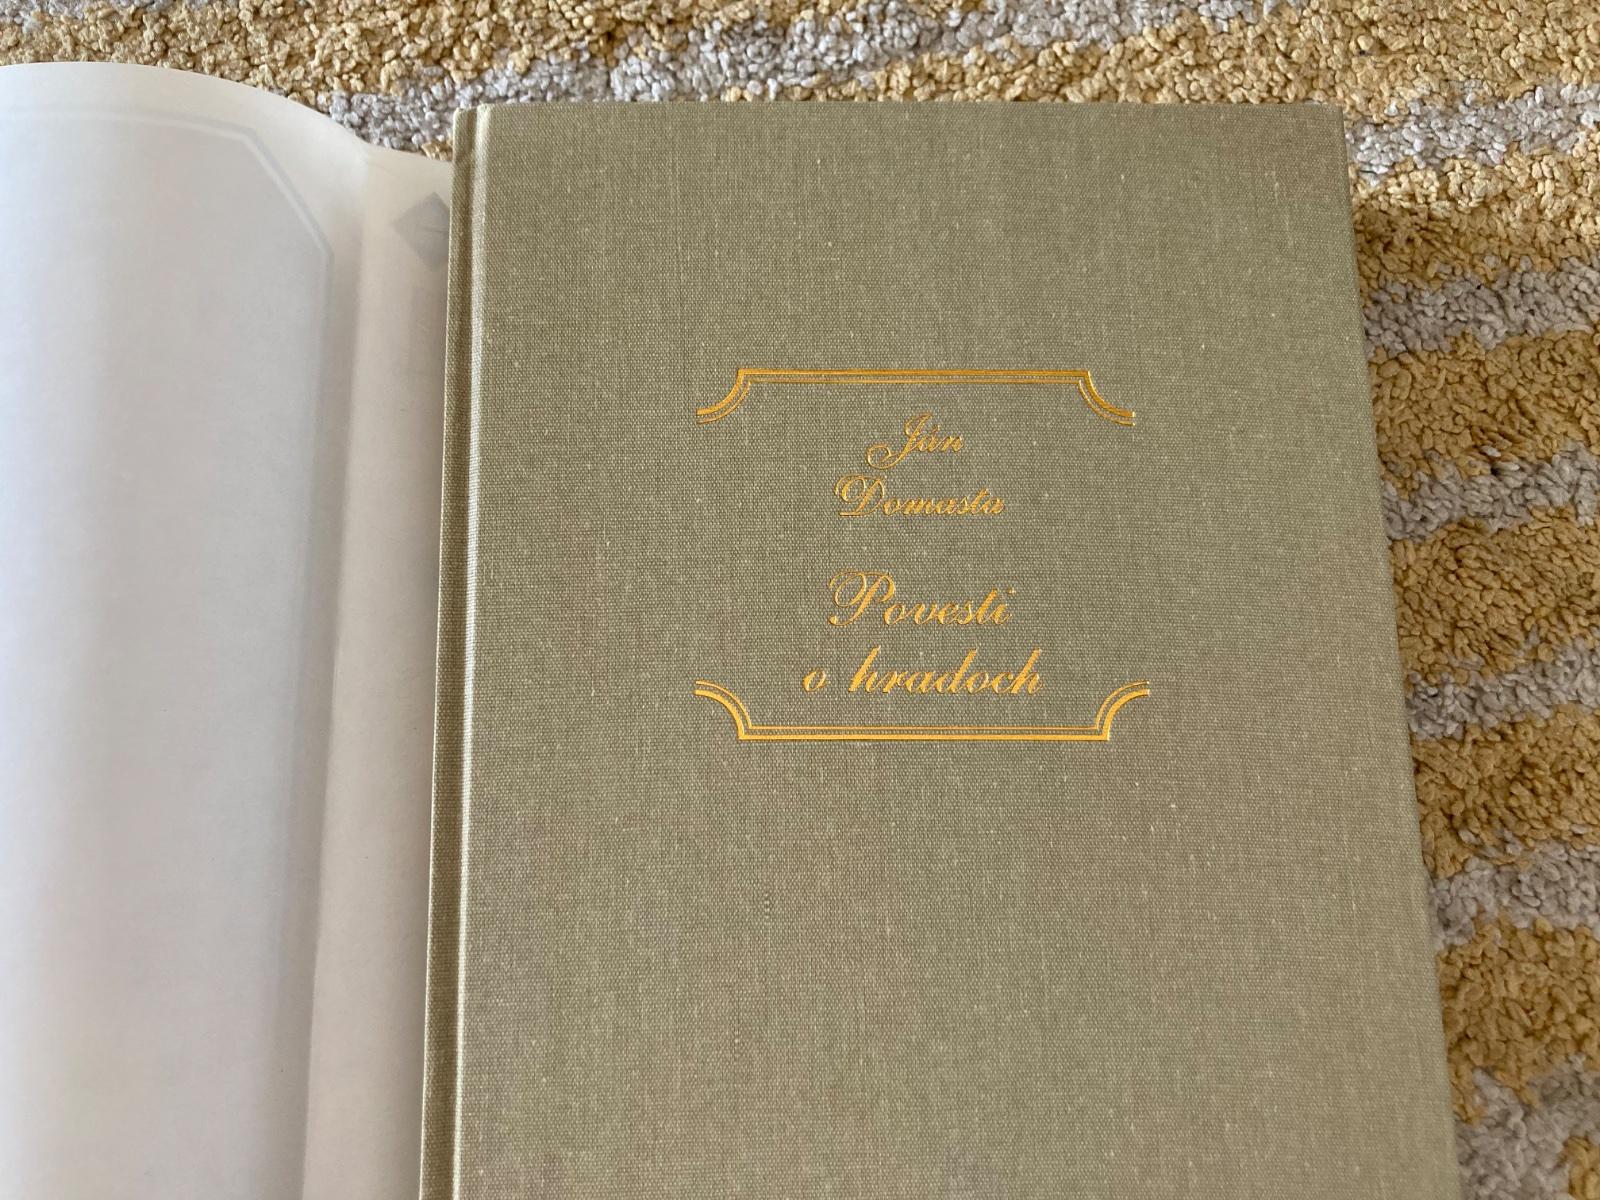 Ján
Domasta
Povesti
o hradoch